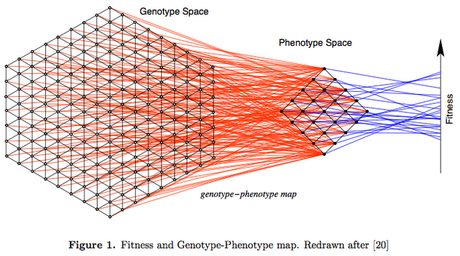 Genotype Space
Phenotype Space
Fitness
genotype–phenotype map
Figure 1. Fitness and Genotype-Phenotype map. Redrawn after [20]